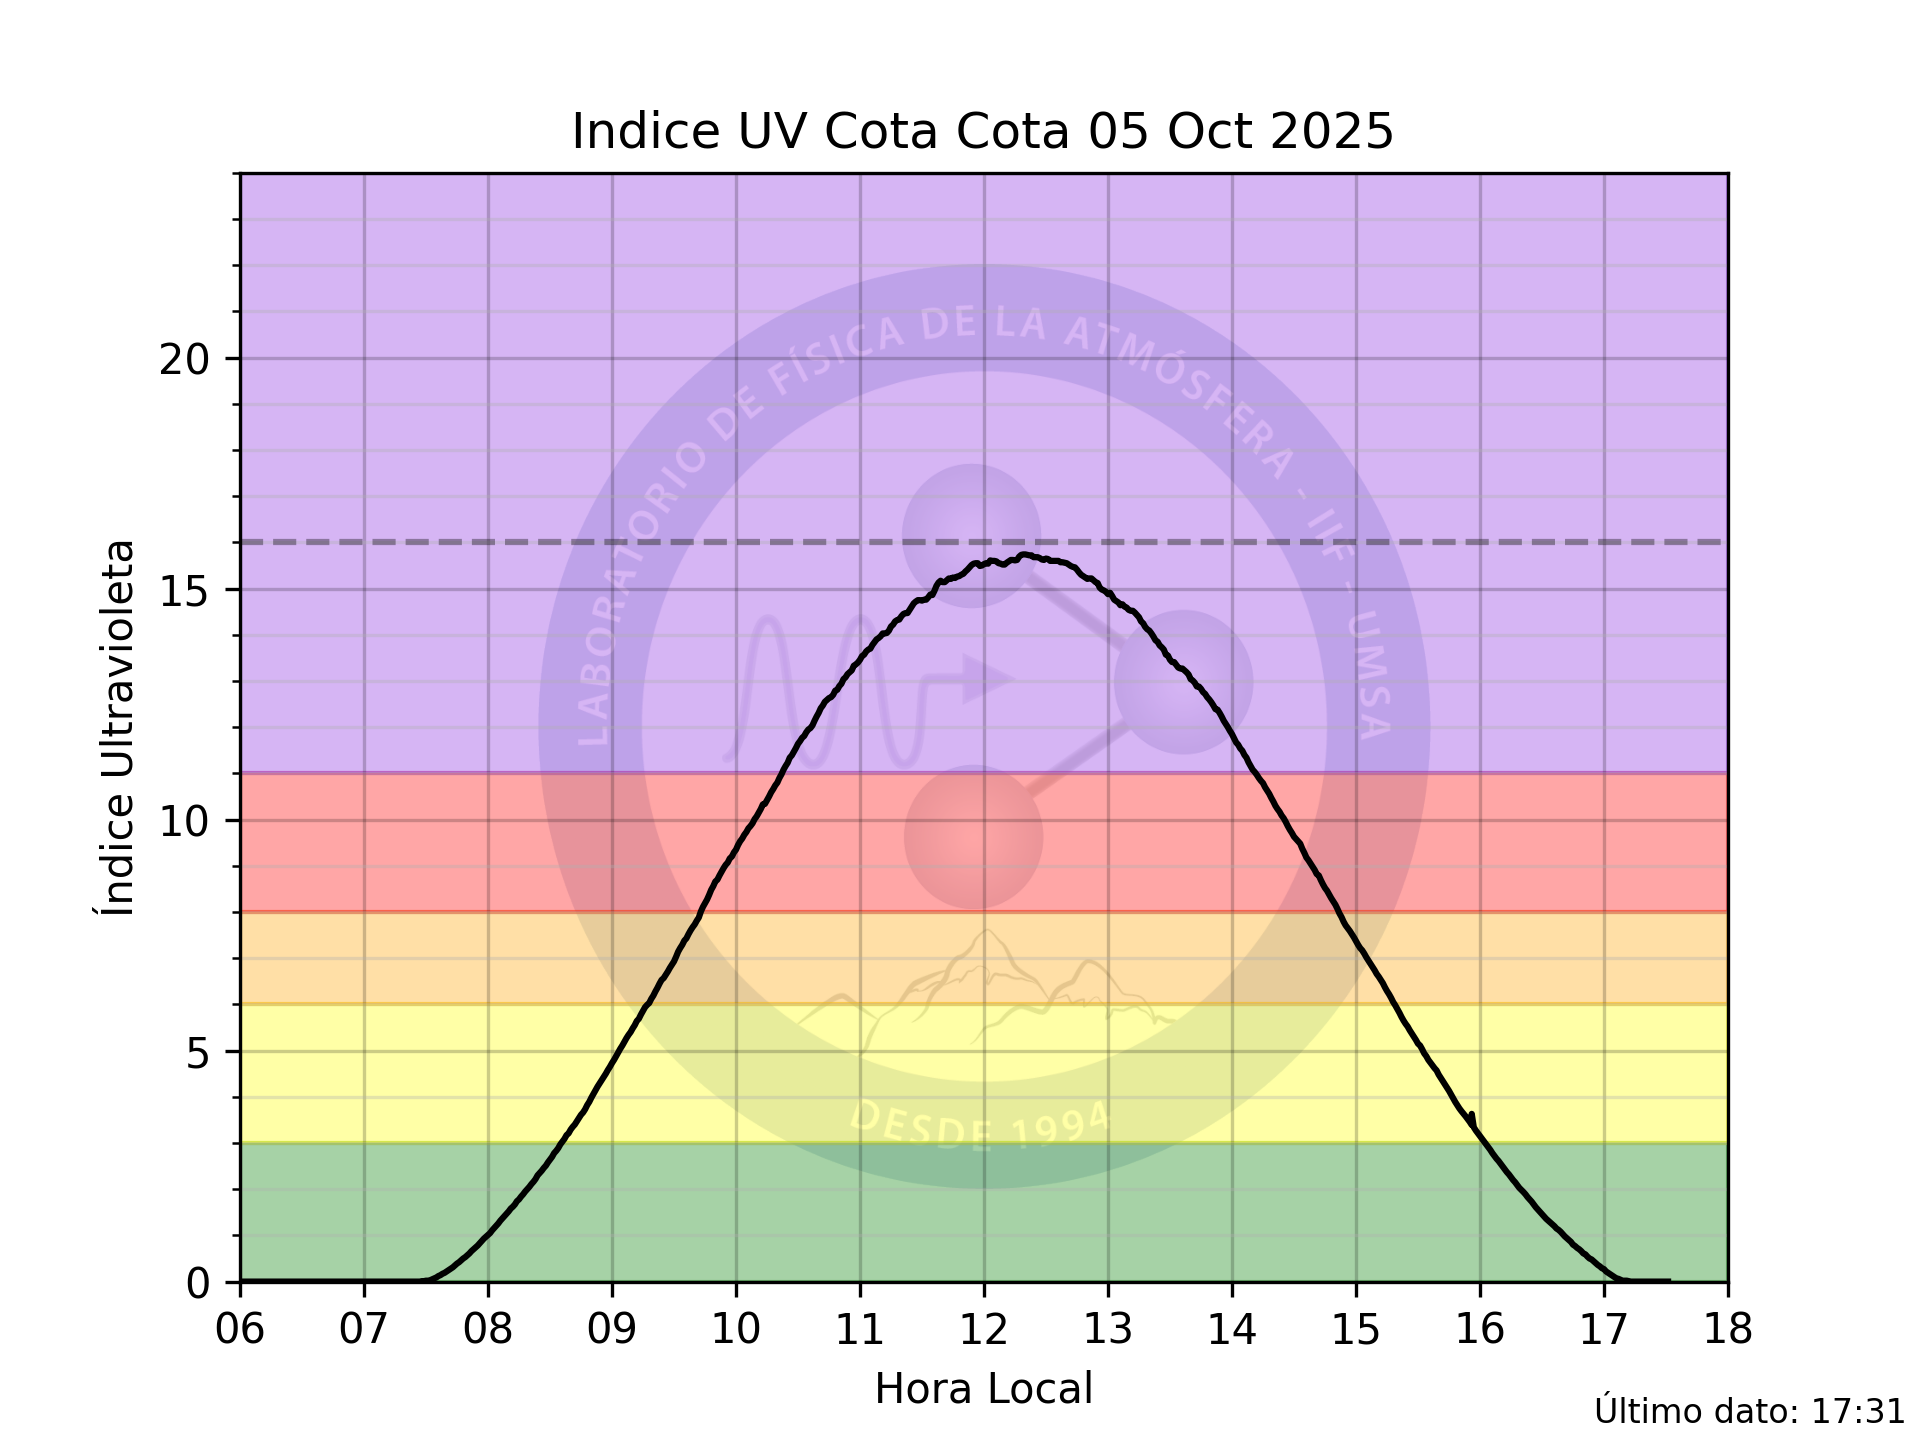 Indice UV Cota Cota 05 Oct 2025
Índice Ultravioleta
20
15
10
5
0
LABORATORIO DE FÍSICA DE LA ATMÓSFERA - IIF - UMSA
DESDE 1994
06 07 08 09 10 11 12 13 14 15 16 17 18
Hora Local
Último dato: 17:31